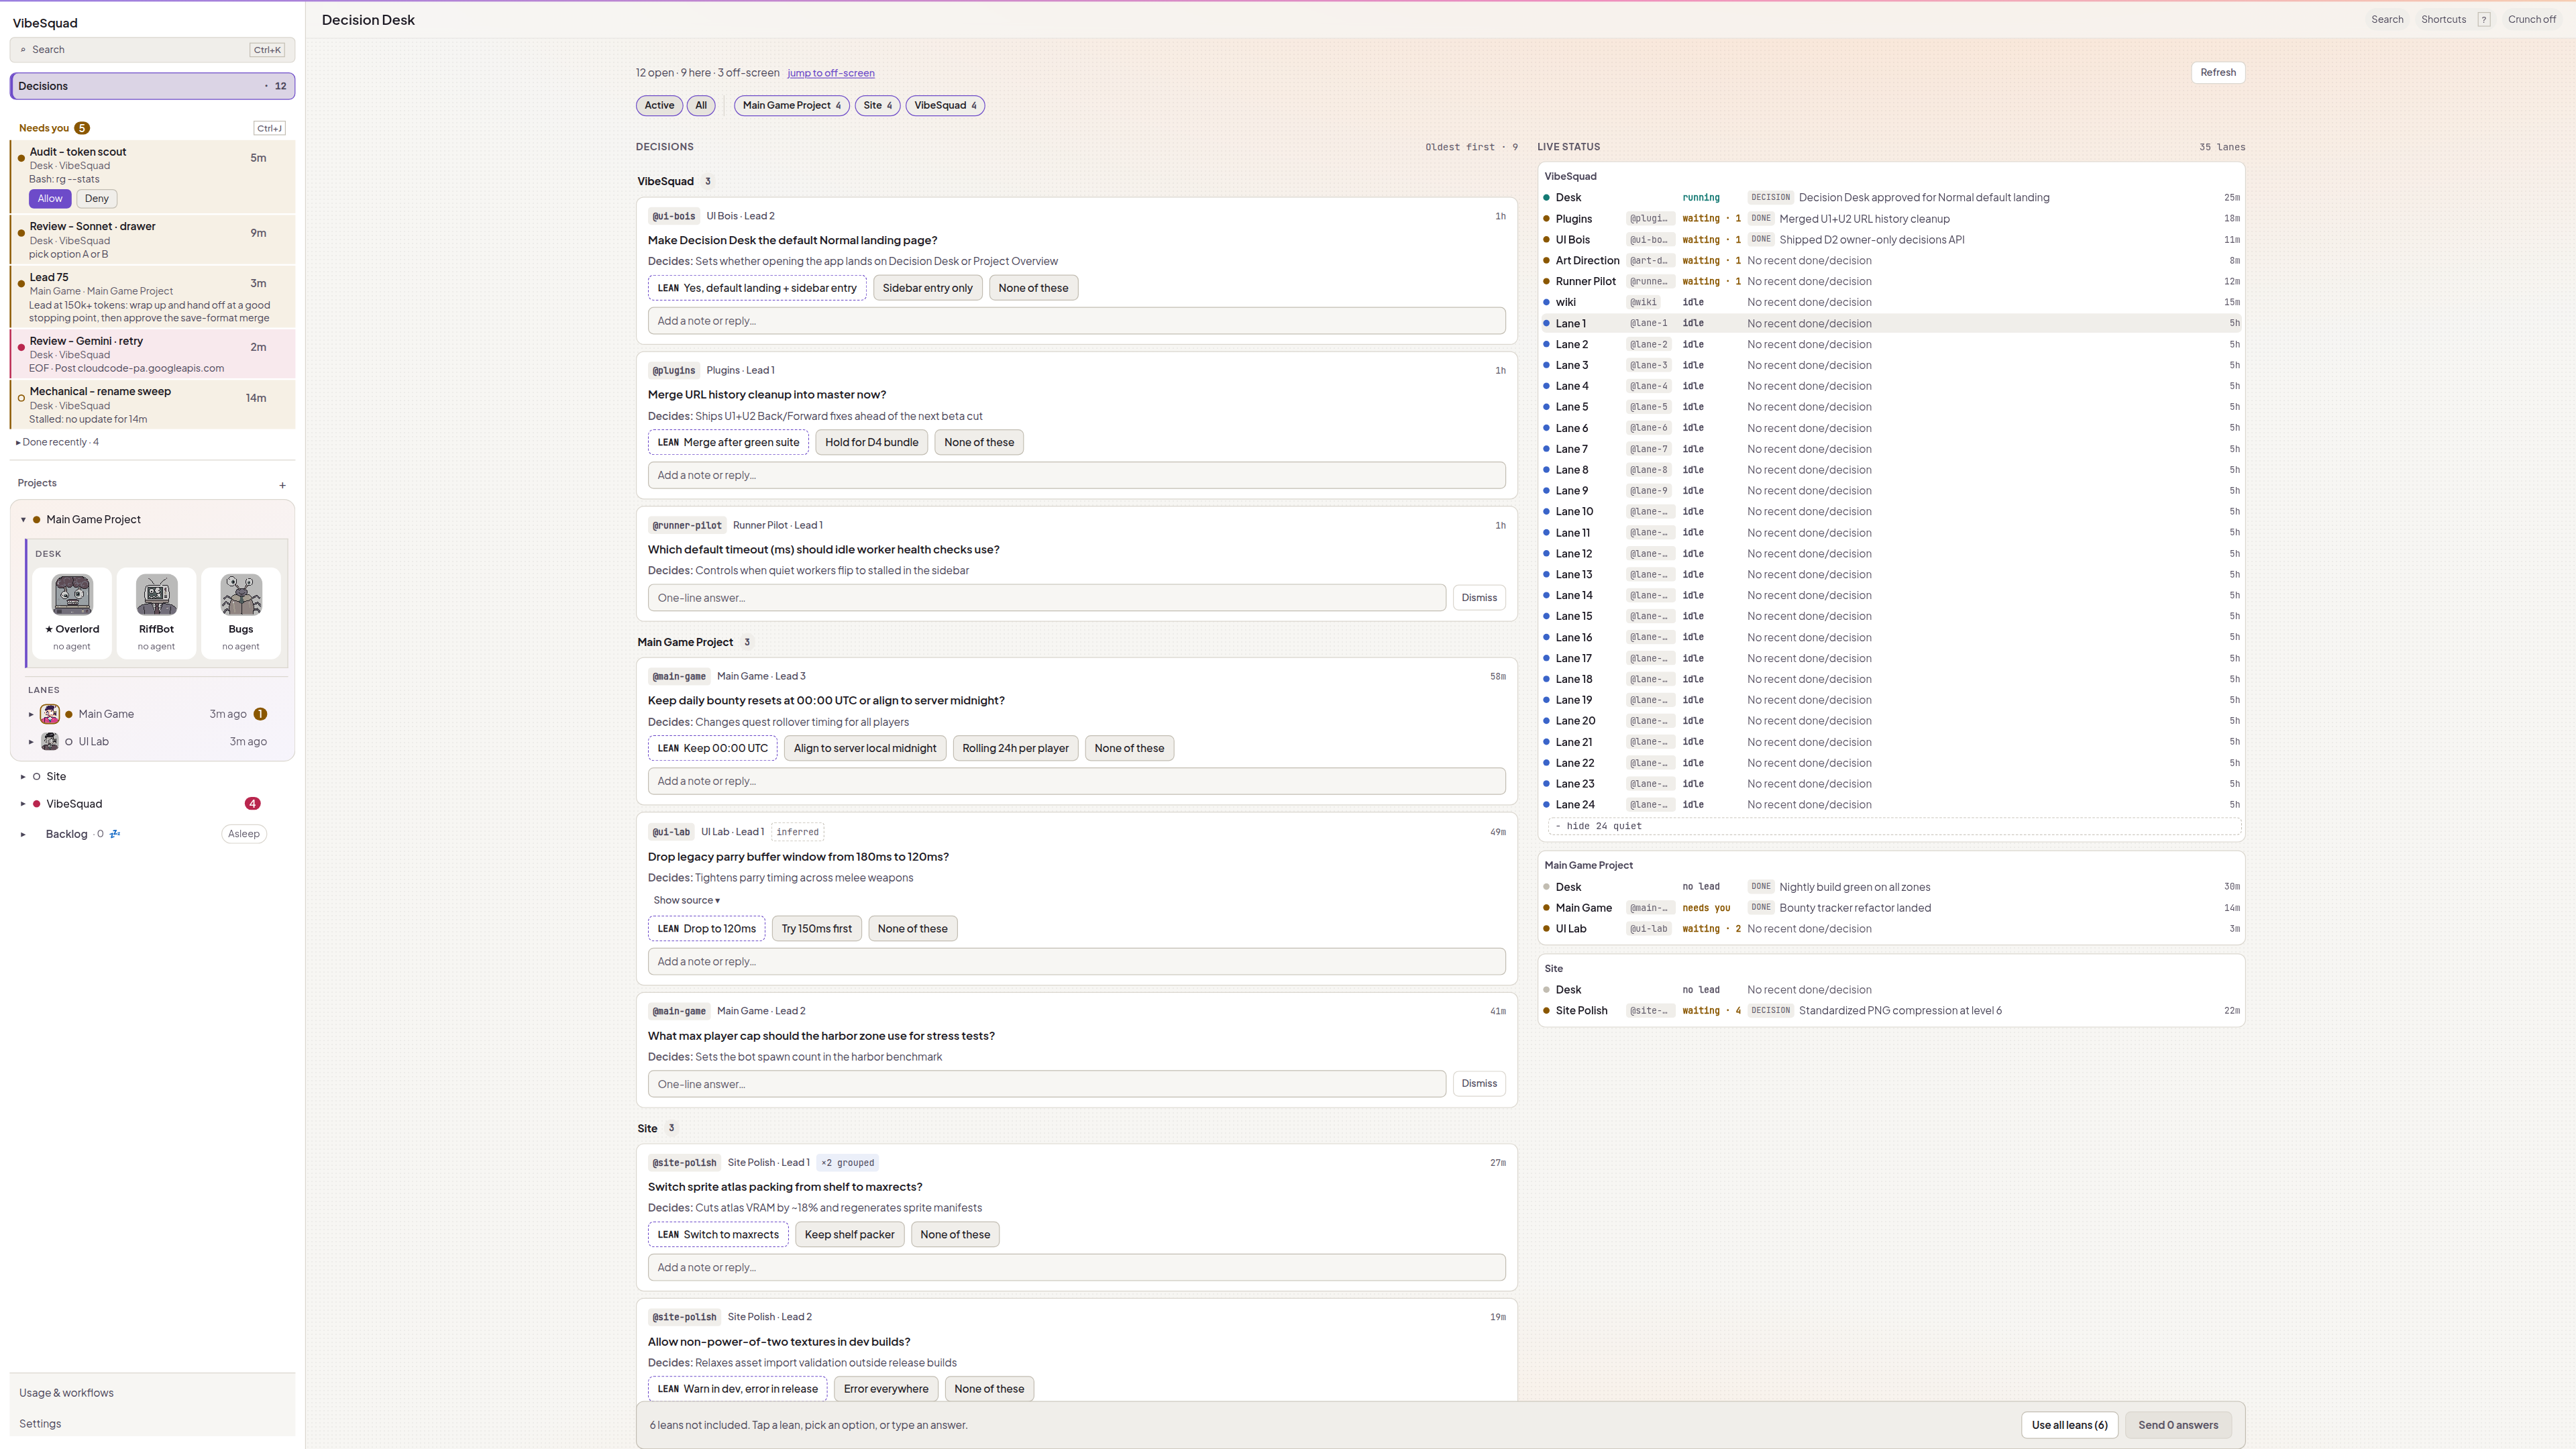 VibeSquad
Search Ctrl+K
Decisions · 12
Needs you 5 Ctrl+J
Audit - token scout 5m
Desk · VibeSquad
Bash: rg --stats
Allow Deny
Review - Sonnet · drawer 9m
Desk · VibeSquad
pick option A or B
Lead 75 3m
Main Game · Main Game Project
Lead at 150k+ tokens: wrap up and hand off at a good
stopping point, then approve the save-format merge
Review - Gemini · retry 2m
Desk · VibeSquad
EOF · Post cloudcode-pa.googleapis.com
Mechanical - rename sweep 14m
Desk · VibeSquad
Stalled: no update for 14m
▸ Done recently · 4
Projects +
▾ Main Game Project
DESK
★ Overlord RiffBot Bugs
no agent no agent no agent
LANES
▸ Main Game 3m ago 1
▸ UI Lab 3m ago
▸ Site
▸ VibeSquad 4
▸ Backlog · 0 💤 Asleep
Usage & workflows
Settings
Decision Desk Search Shortcuts ? Crunch off
12 open · 9 here · 3 off-screen jump to off-screen Refresh
Active All Main Game Project 4 Site 4 VibeSquad 4
DECISIONS Oldest first · 9
VibeSquad 3
@ui-bois UI Bois · Lead 2 1h
Make Decision Desk the default Normal landing page?
Decides: Sets whether opening the app lands on Decision Desk or Project Overview
LEAN Yes, default landing + sidebar entry Sidebar entry only None of these
Add a note or reply…
@plugins Plugins · Lead 1 1h
Merge URL history cleanup into master now?
Decides: Ships U1+U2 Back/Forward fixes ahead of the next beta cut
LEAN Merge after green suite Hold for D4 bundle None of these
Add a note or reply…
@runner-pilot Runner Pilot · Lead 1 1h
Which default timeout (ms) should idle worker health checks use?
Decides: Controls when quiet workers flip to stalled in the sidebar
One-line answer… Dismiss
Main Game Project 3
@main-game Main Game · Lead 3 58m
Keep daily bounty resets at 00:00 UTC or align to server midnight?
Decides: Changes quest rollover timing for all players
LEAN Keep 00:00 UTC Align to server local midnight Rolling 24h per player None of these
Add a note or reply…
@ui-lab UI Lab · Lead 1 inferred 49m
Drop legacy parry buffer window from 180ms to 120ms?
Decides: Tightens parry timing across melee weapons
Show source ▾
LEAN Drop to 120ms Try 150ms first None of these
Add a note or reply…
@main-game Main Game · Lead 2 41m
What max player cap should the harbor zone use for stress tests?
Decides: Sets the bot spawn count in the harbor benchmark
One-line answer… Dismiss
Site 3
@site-polish Site Polish · Lead 1 ×2 grouped 27m
Switch sprite atlas packing from shelf to maxrects?
Decides: Cuts atlas VRAM by ~18% and regenerates sprite manifests
LEAN Switch to maxrects Keep shelf packer None of these
Add a note or reply…
@site-polish Site Polish · Lead 2 19m
Allow non-power-of-two textures in dev builds?
Decides: Relaxes asset import validation outside release builds
LEAN Warn in dev, error in release Error everywhere None of these
6 leans not included. Tap a lean, pick an option, or type an answer. Use all leans (6) Send 0 answers
LIVE STATUS 35 lanes
VibeSquad
Desk running DECISION Decision Desk approved for Normal default landing 25m
Plugins @plugi… waiting · 1 DONE Merged U1+U2 URL history cleanup 18m
UI Bois @ui-bo… waiting · 1 DONE Shipped D2 owner-only decisions API 11m
Art Direction @art-d… waiting · 1 No recent done/decision 8m
Runner Pilot @runne… waiting · 1 No recent done/decision 12m
wiki @wiki idle No recent done/decision 15m
Lane 1 @lane-1 idle No recent done/decision 5h
Lane 2 @lane-2 idle No recent done/decision 5h
Lane 3 @lane-3 idle No recent done/decision 5h
Lane 4 @lane-4 idle No recent done/decision 5h
Lane 5 @lane-5 idle No recent done/decision 5h
Lane 6 @lane-6 idle No recent done/decision 5h
Lane 7 @lane-7 idle No recent done/decision 5h
Lane 8 @lane-8 idle No recent done/decision 5h
Lane 9 @lane-9 idle No recent done/decision 5h
Lane 10 @lane-… idle No recent done/decision 5h
Lane 11 @lane-… idle No recent done/decision 5h
Lane 12 @lane-… idle No recent done/decision 5h
Lane 13 @lane-… idle No recent done/decision 5h
Lane 14 @lane-… idle No recent done/decision 5h
Lane 15 @lane-… idle No recent done/decision 5h
Lane 16 @lane-… idle No recent done/decision 5h
Lane 17 @lane-… idle No recent done/decision 5h
Lane 18 @lane-… idle No recent done/decision 5h
Lane 19 @lane-… idle No recent done/decision 5h
Lane 20 @lane-… idle No recent done/decision 5h
Lane 21 @lane-… idle No recent done/decision 5h
Lane 22 @lane-… idle No recent done/decision 5h
Lane 23 @lane-… idle No recent done/decision 5h
Lane 24 @lane-… idle No recent done/decision 5h
- hide 24 quiet
Main Game Project
Desk no lead DONE Nightly build green on all zones 30m
Main Game @main-… needs you DONE Bounty tracker refactor landed 14m
UI Lab @ui-lab waiting · 2 No recent done/decision 3m
Site
Desk no lead No recent done/decision
Site Polish @site-… waiting · 4 DECISION Standardized PNG compression at level 6 22m